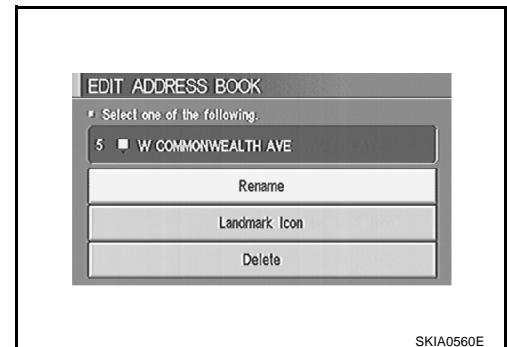 EDIT ADDRESS BOOK
Select one of the following.
5 W COMMONWEALTH AVE
Rename
Landmark Icon
Delete
SKIA0560E